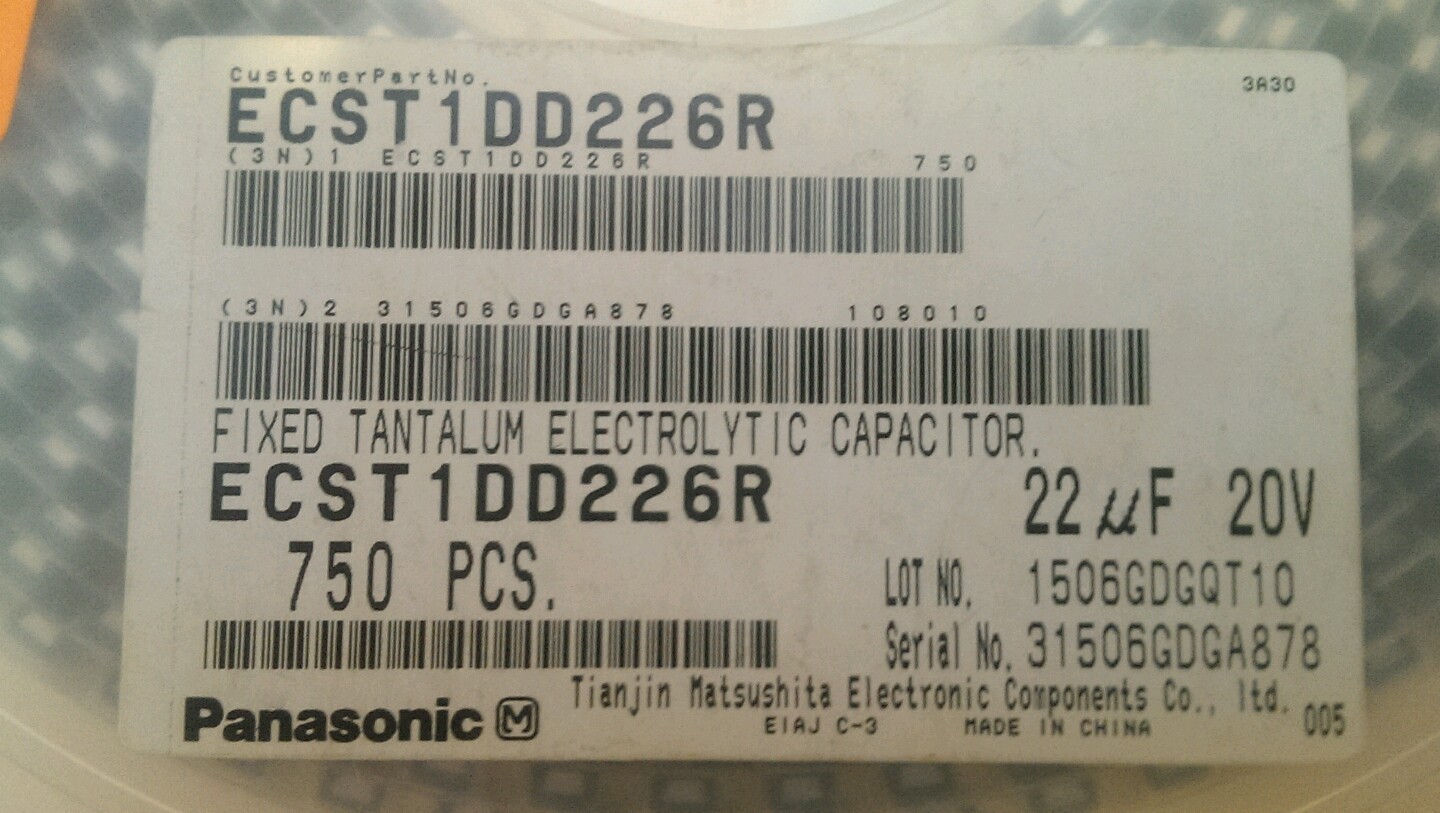 CustomerPartNo.
3A30
ECST1DD226R
(3N)1 ECST1DD226R 750
(3N)2 31506GDGA878 108010
FIXED TANTALUM ELECTROLYTIC CAPACITOR.
ECST1DD226R 22μF 20V
750 PCS. LOT NO. 1506GDGQT10
Serial No. 31506GDGA878
Panasonic M Tianjin Matsushita Electronic Components Co., ltd.
EIAJ C-3 MADE IN CHINA 005